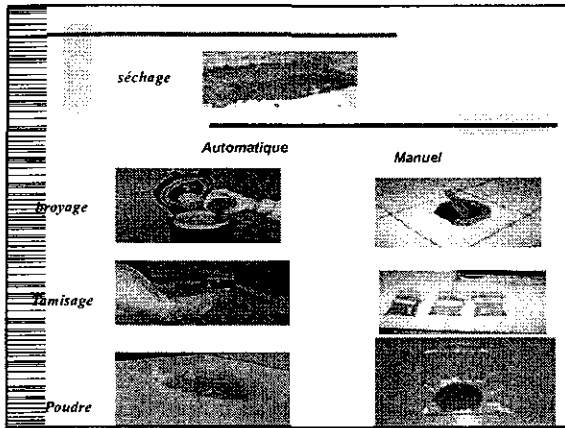 séchage
Automatique
Manuel
broyage
Tamisage
Poudre